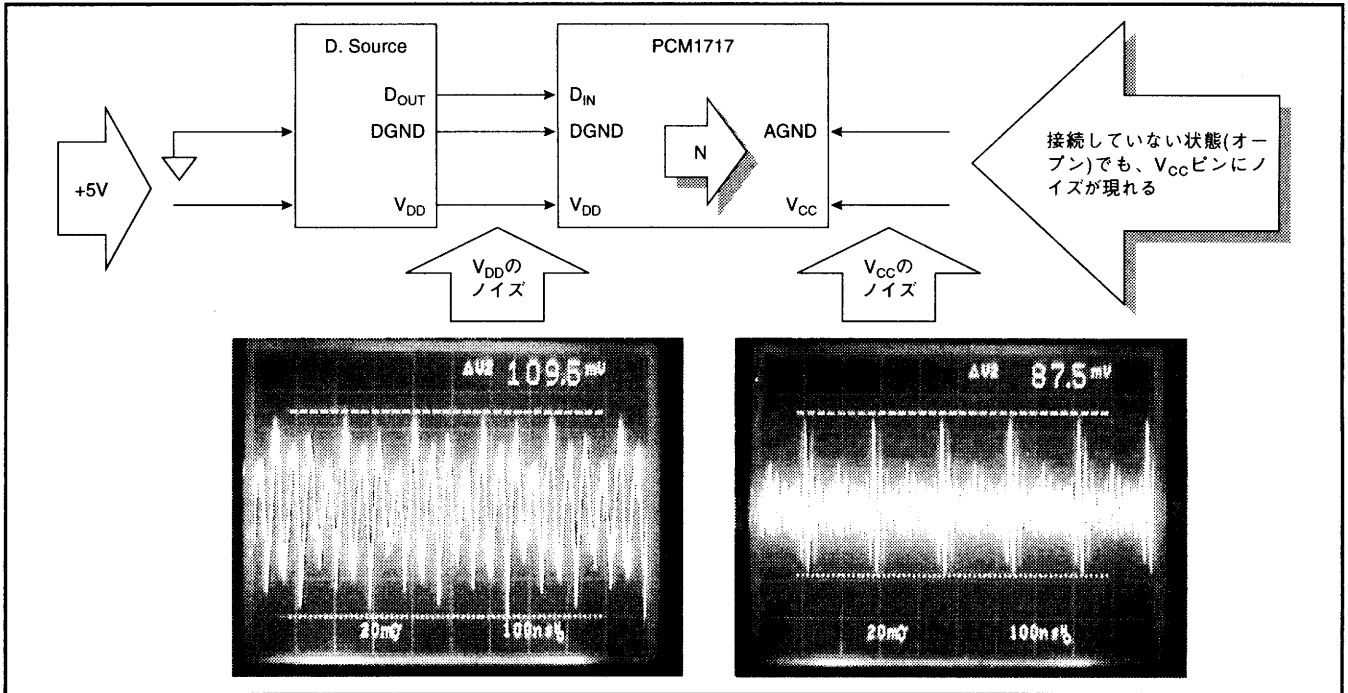 D. Source
PCM1717
DOUT
DIN
DGND
DGND
AGND
+5V
N
VDD
VDD
VCC
接続していない状態(オー
プン)でも、VCCピンにノ
イズが現れる
VDDの
ノイズ
VCCの
ノイズ
ΔV2 109.5mV
20mV 100ns
ΔV2 87.5mV
20mV 100ns